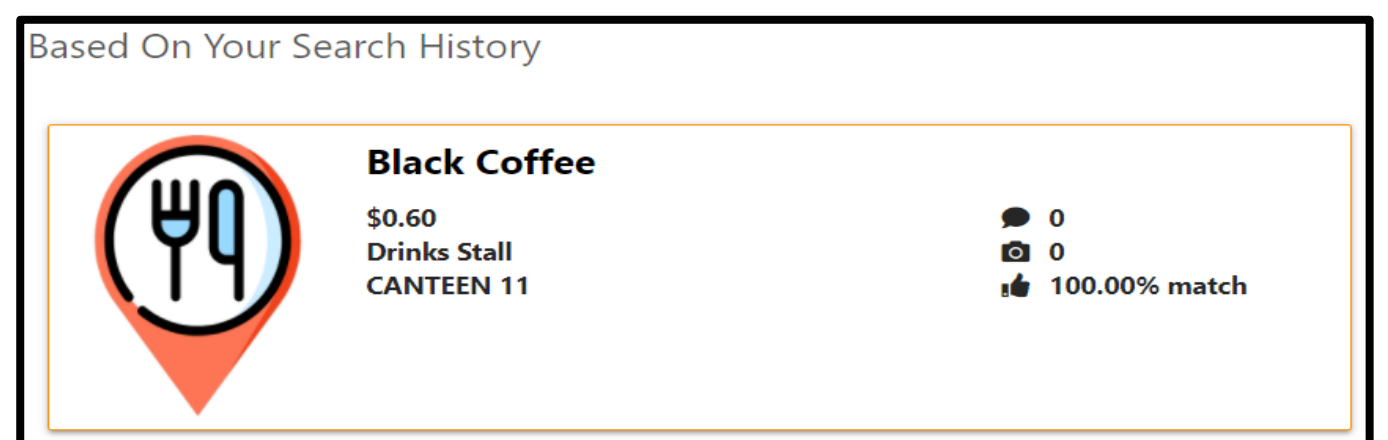 Based On Your Search History
Black Coffee
$0.60
Drinks Stall
CANTEEN 11
0
0
100.00% match